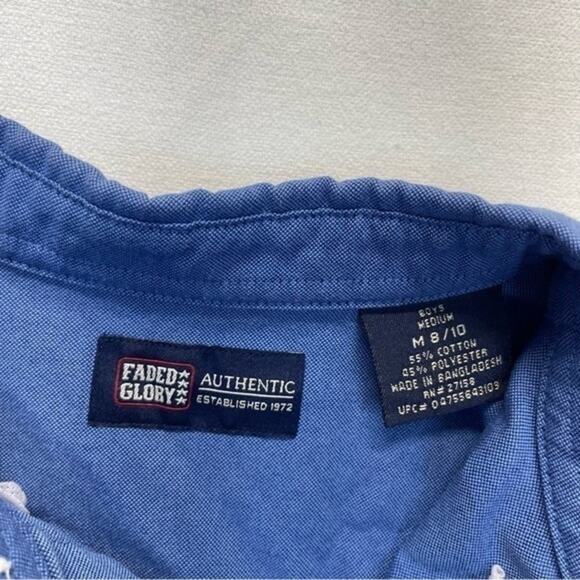 FADED
GLORY
AUTHENTIC
ESTABLISHED 1972
BOYS
MEDIUM
M 8/10
55% COTTON
45% POLYESTER
MADE IN BANGLADESH
RN# 27158
UPC# 04755643109